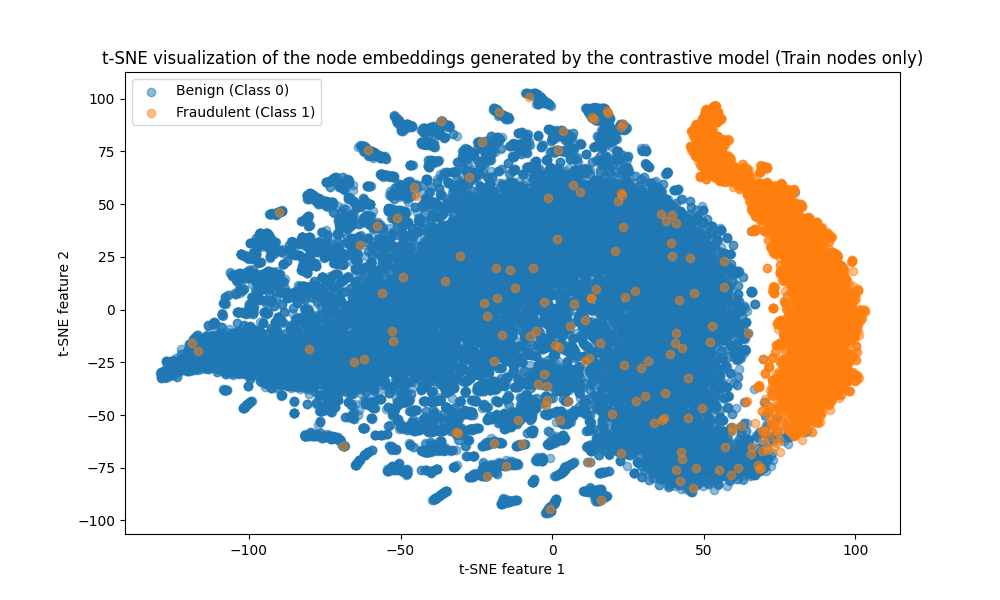 t-SNE visualization of the node embeddings generated by the contrastive model (Train nodes only)
Benign (Class 0)
Fraudulent (Class 1)
100
75
50
25
0
−25
−50
−75
−100
t-SNE feature 2
−100
−50
0
50
100
t-SNE feature 1